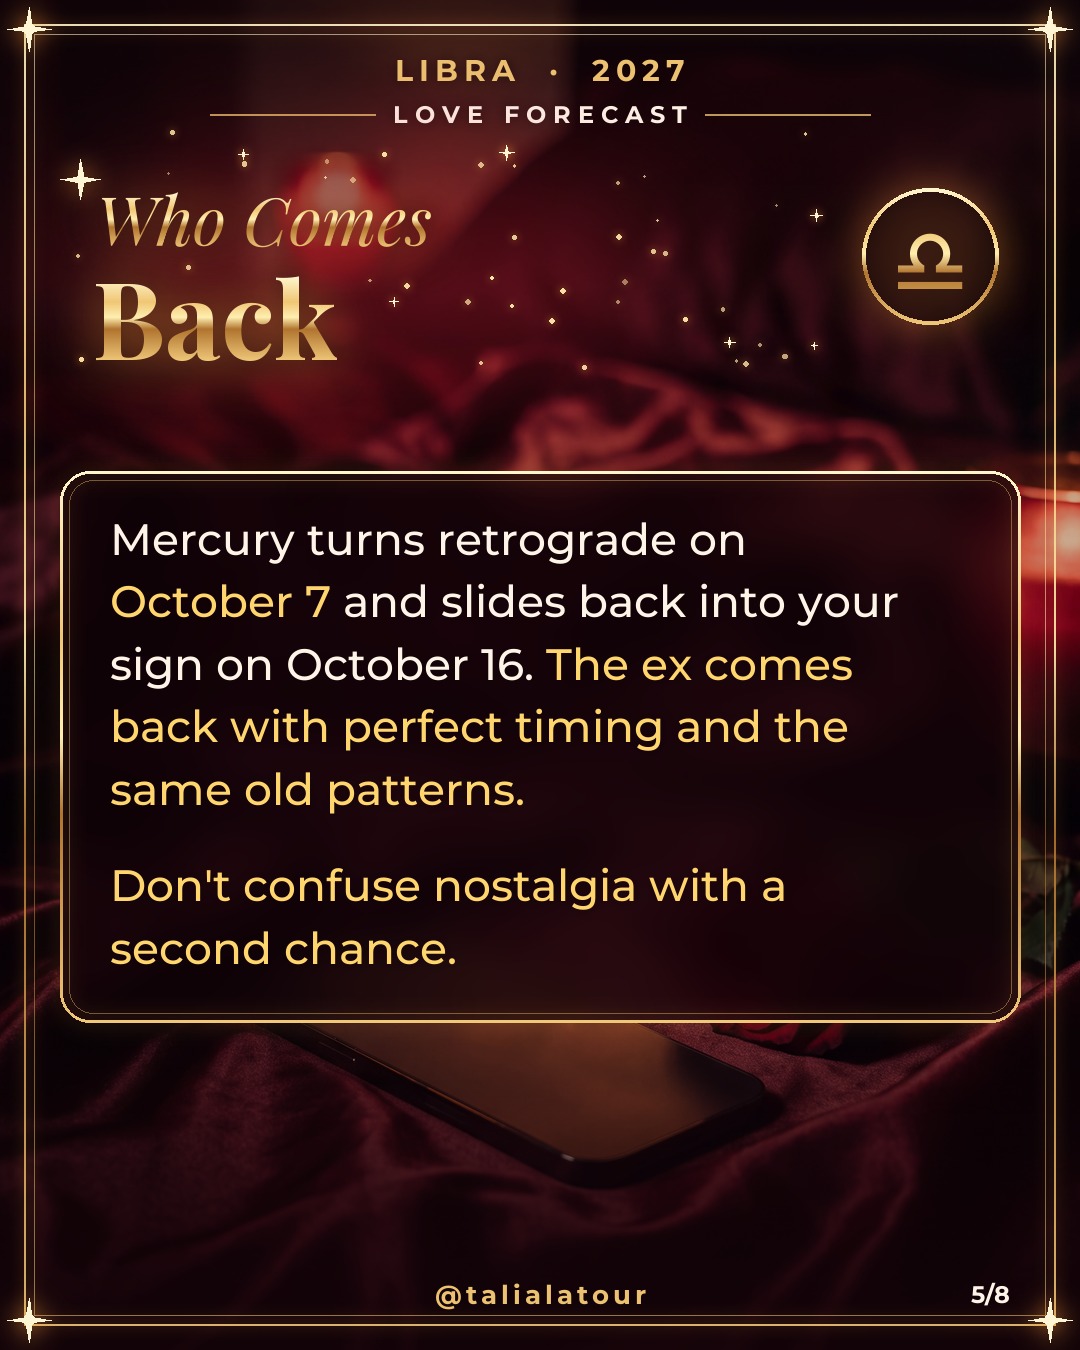 LIBRA · 2027
LOVE FORECAST
Who Comes
Back
♎
Mercury turns retrograde on
October 7 and slides back into your
sign on October 16. The ex comes
back with perfect timing and the
same old patterns.
Don't confuse nostalgia with a
second chance.
@talialatour
5/8